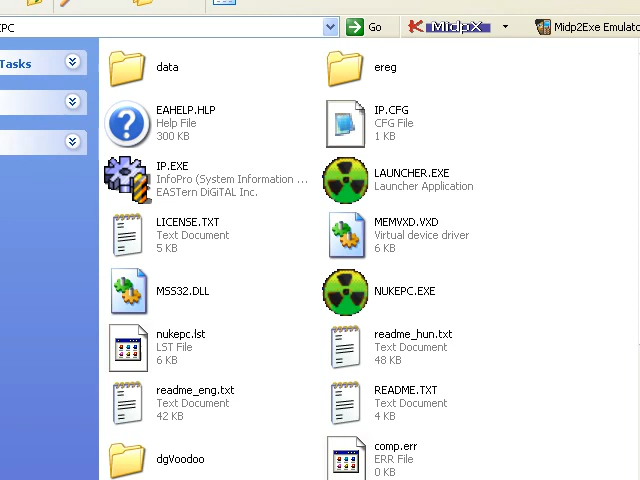 PC
Go
MidpX
Midp2Exe Emulato
Tasks
data
ereg
EAHELP.HLP
Help File
300 KB
IP.CFG
CFG File
1 KB
IP.EXE
InfoPro (System Information ...
EASTern DiGiTAL Inc.
LAUNCHER.EXE
Launcher Application
LICENSE.TXT
Text Document
5 KB
MEMVXD.VXD
Virtual device driver
6 KB
MSS32.DLL
NUKEPC.EXE
nukepc.lst
LST File
6 KB
readme_hun.txt
Text Document
48 KB
readme_eng.txt
Text Document
42 KB
README.TXT
Text Document
4 KB
dgVoodoo
comp.err
ERR File
0 KB